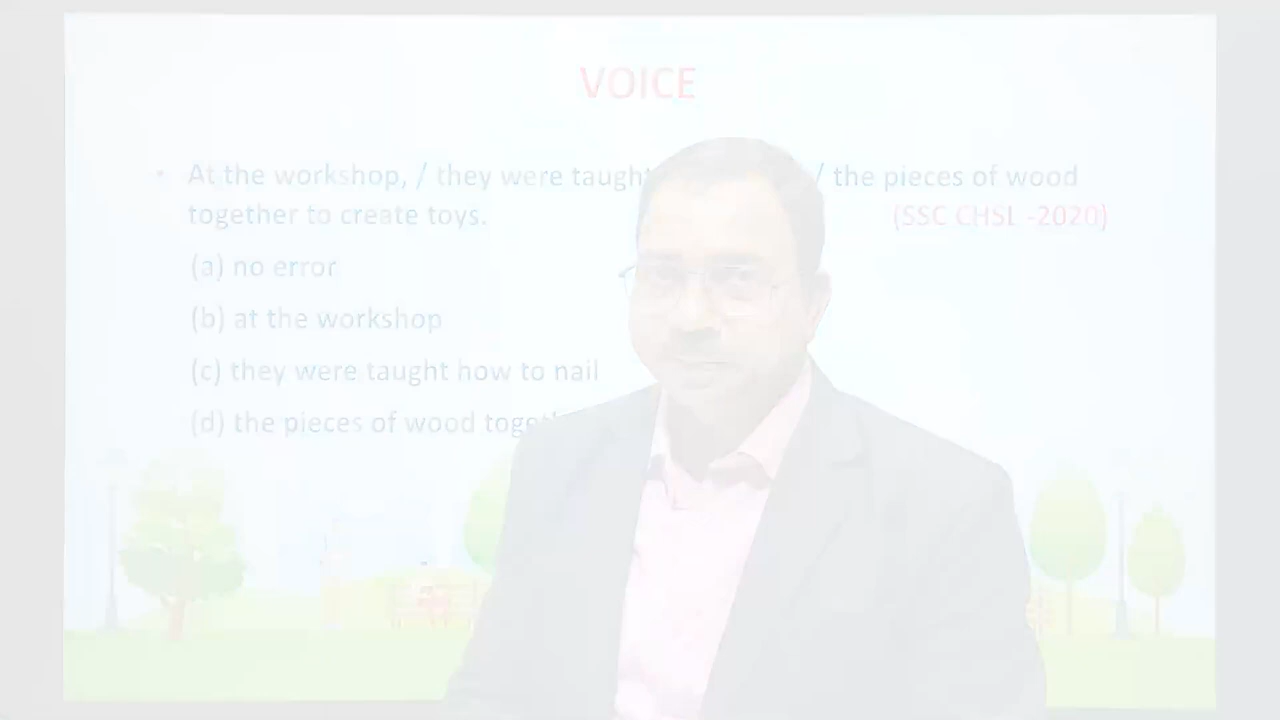 VOICE
• At the workshop, / they were taught / the pieces of wood
together to create toys. (SSC CHSL -2020)
(a) no error
(b) at the workshop
(c) they were taught how to nail
(d) the pieces of wood